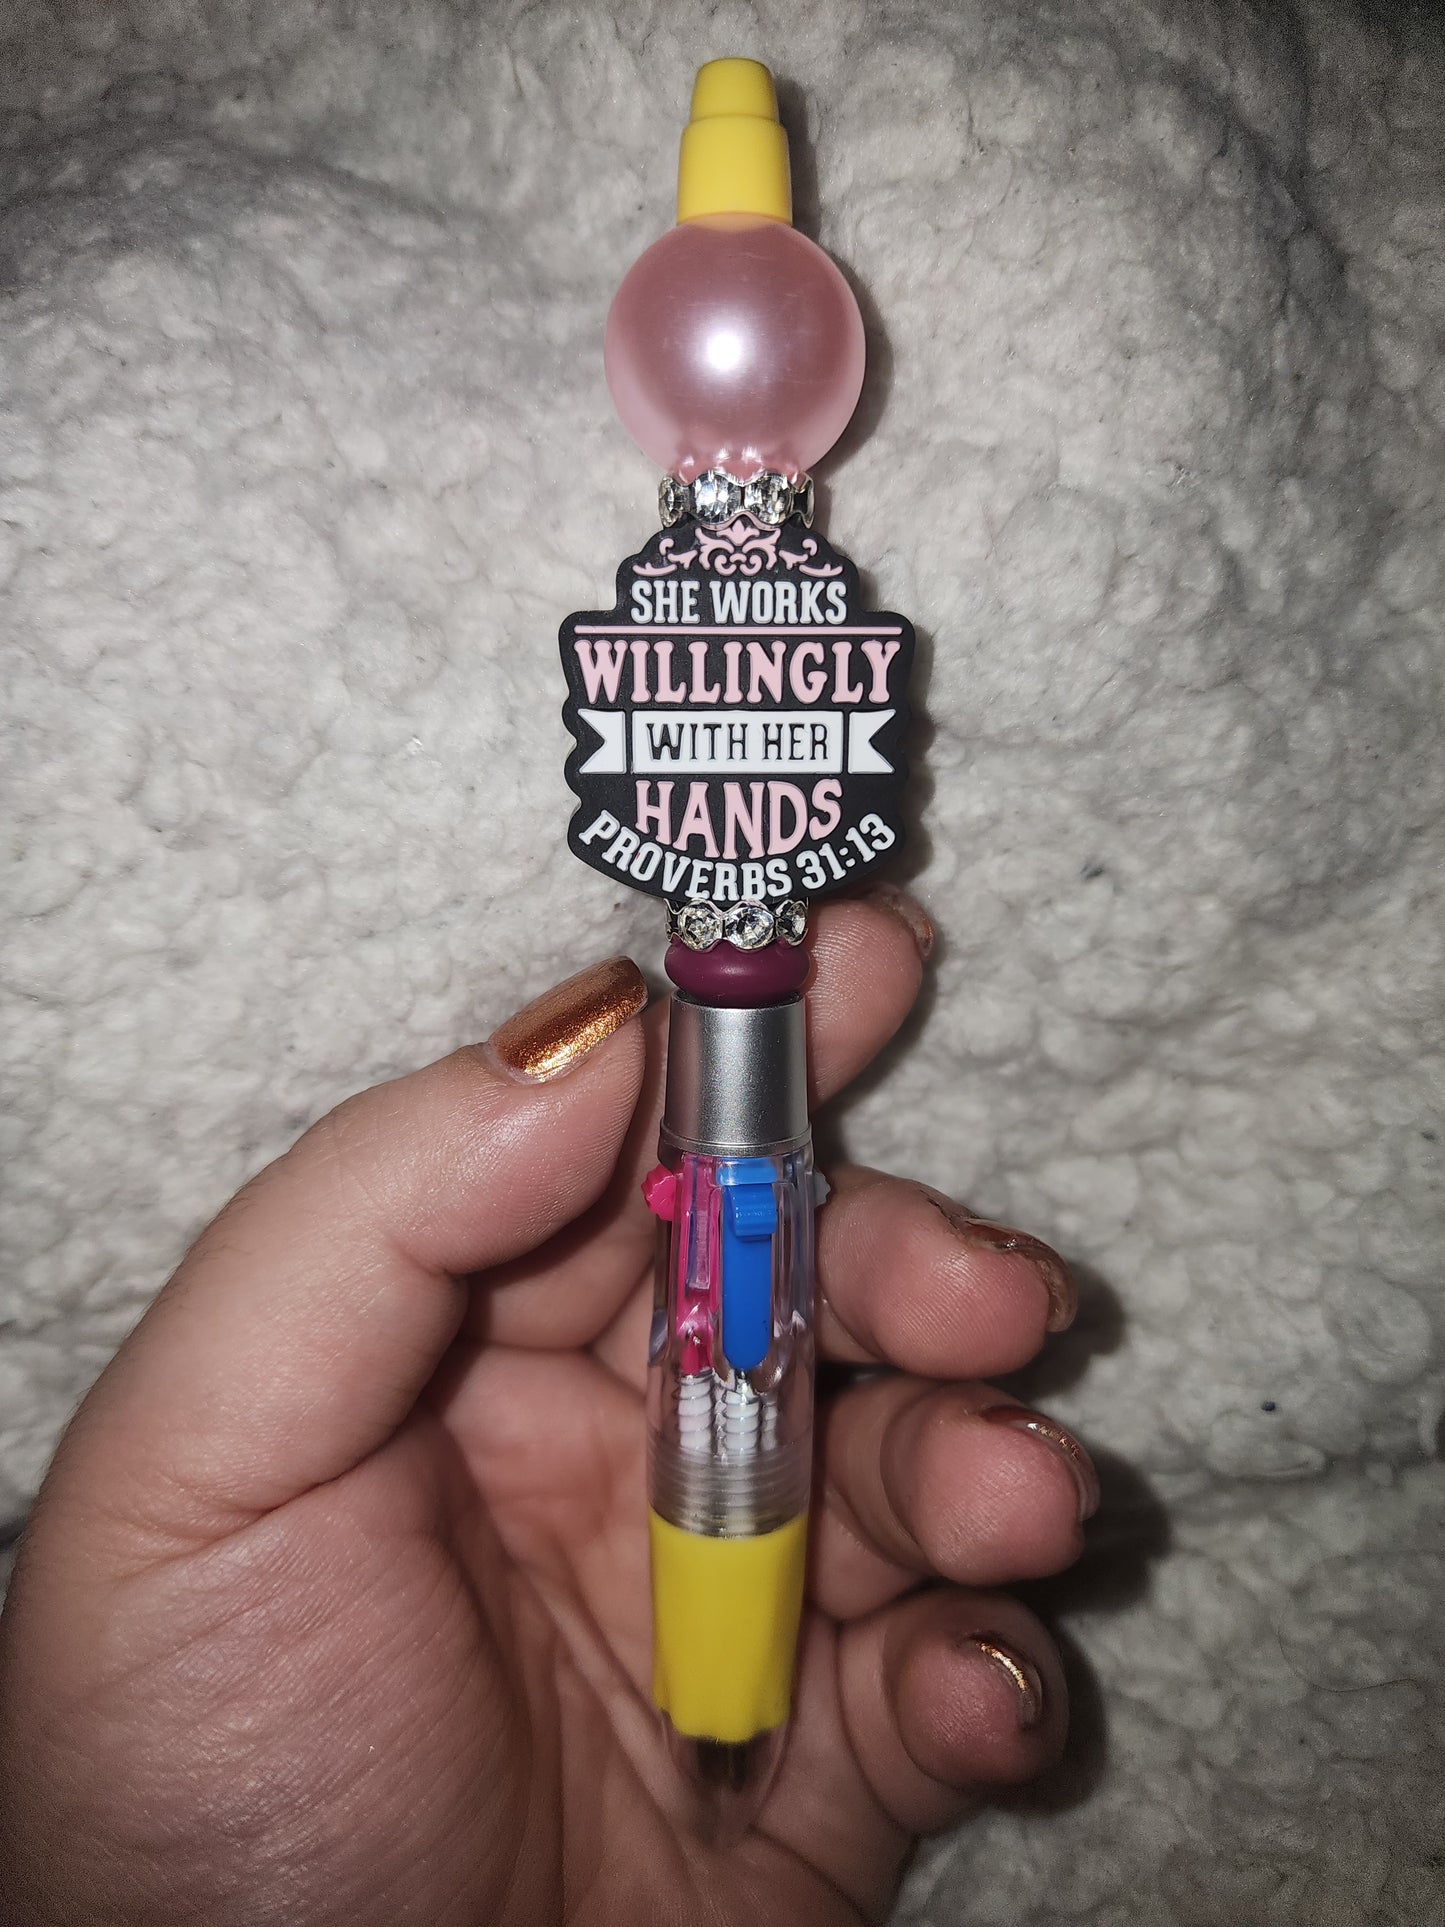 SHE WORKS
WILLINGLY
WITH HER
HANDS
PROVERBS 31:13